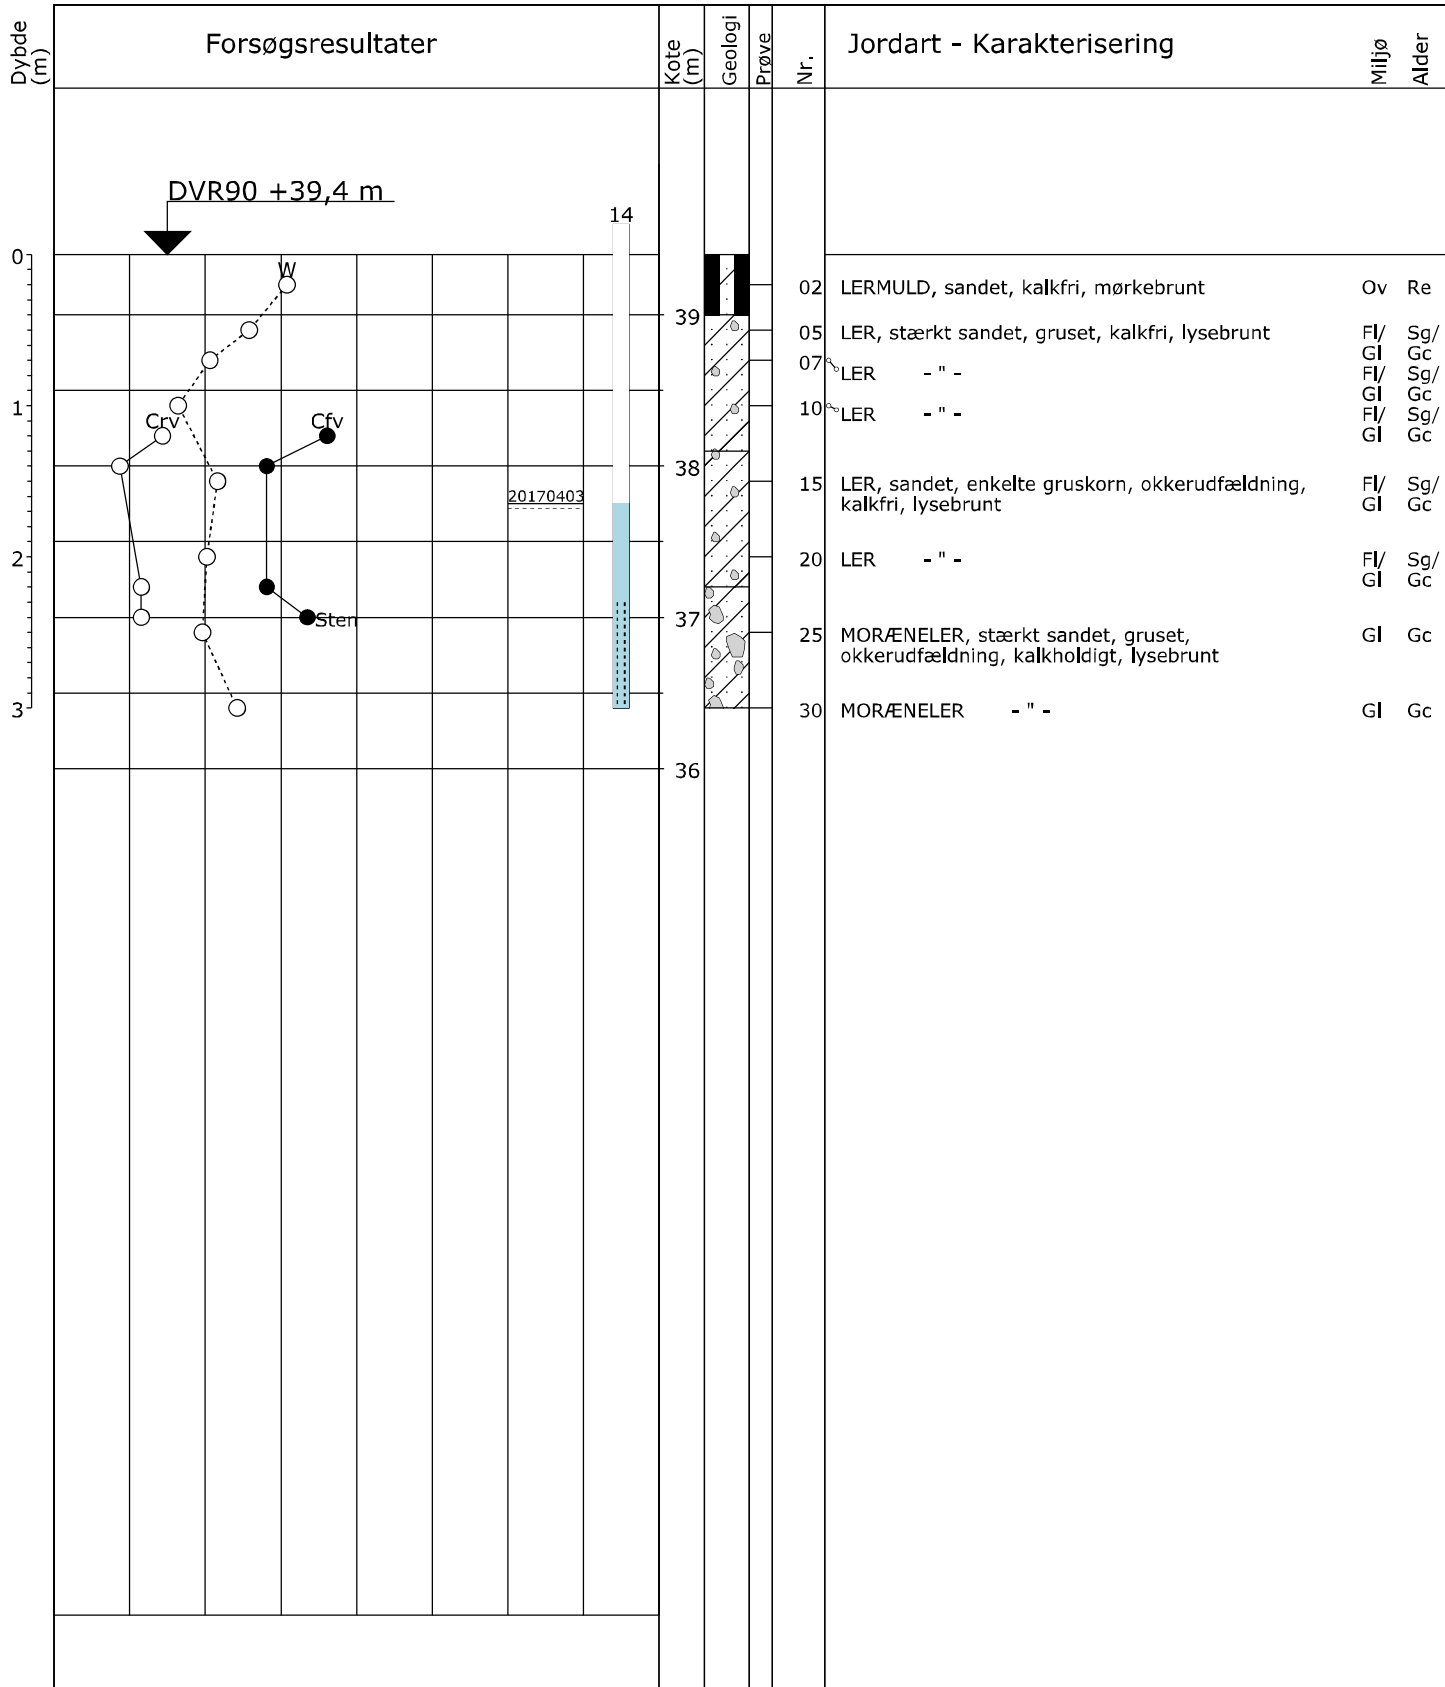 Dybde (m)
Forsøgsresultater
Kote (m)
Geologi
Prøve
Nr.
Jordart - Karakterisering
Miljø
Alder
DVR90 +39,4 m
14
0
W
02 LERMULD, sandet, kalkfri, mørkebrunt Ov Re
39
05 LER, stærkt sandet, gruset, kalkfri, lysebrunt Fl/ Sg/
Gl Gc
07 LER - " - Fl/ Sg/
Gl Gc
1
10 LER - " - Fl/ Sg/
Gl Gc
Crv
Cfv
38
15 LER, sandet, enkelte gruskorn, okkerudfældning, Fl/ Sg/
kalkfri, lysebrunt Gl Gc
20170403
2
20 LER - " - Fl/ Sg/
Gl Gc
Sten
37
25 MORÆNELER, stærkt sandet, gruset, Gl Gc
okkerudfældning, kalkholdigt, lysebrunt
3
30 MORÆNELER - " - Gl Gc
36